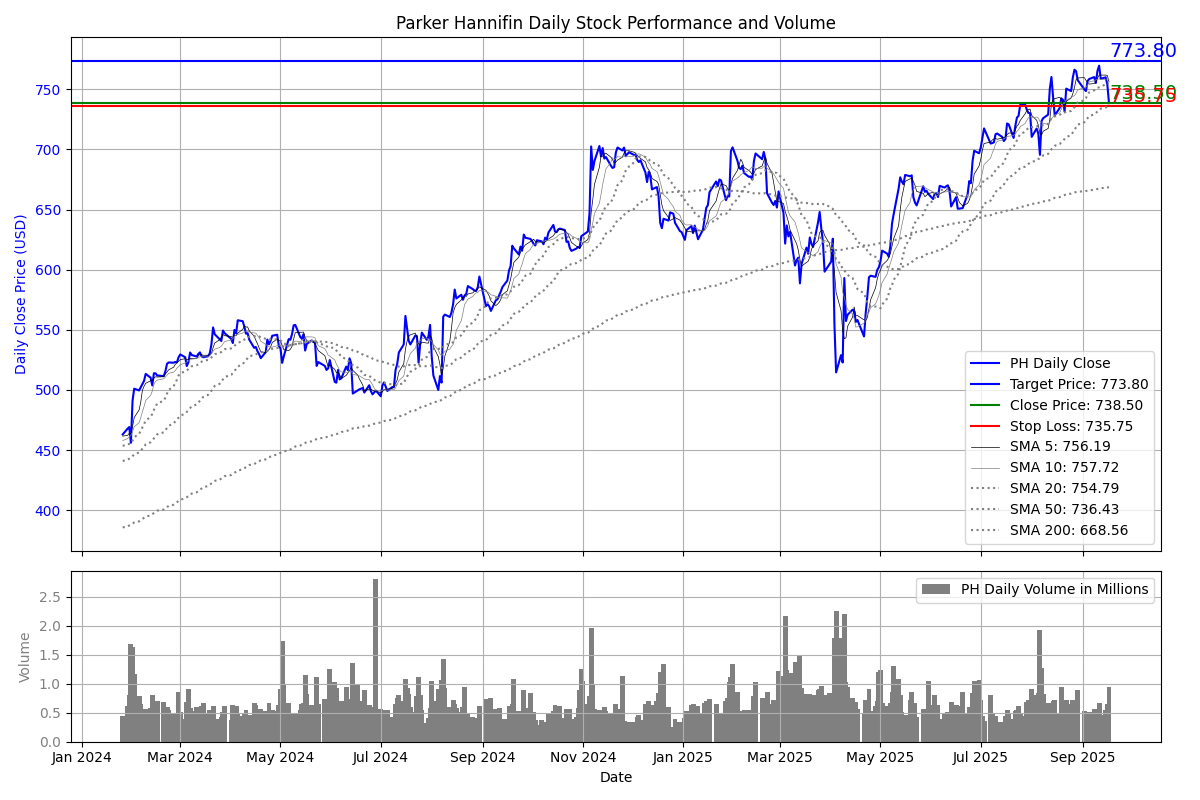 Parker Hannifin Daily Stock Performance and Volume
773.80
738.50
735.75
750
700
650
600
550
500
450
400
Daily Close Price (USD)
PH Daily Close
Target Price: 773.80
Close Price: 738.50
Stop Loss: 735.75
SMA 5: 756.19
SMA 10: 757.72
SMA 20: 754.79
SMA 50: 736.43
SMA 200: 668.56
PH Daily Volume in Millions
2.5
2.0
1.5
1.0
0.5
0.0
Volume
Jan 2024 Mar 2024 May 2024 Jul 2024 Sep 2024 Nov 2024 Jan 2025 Mar 2025 May 2025 Jul 2025 Sep 2025
Date